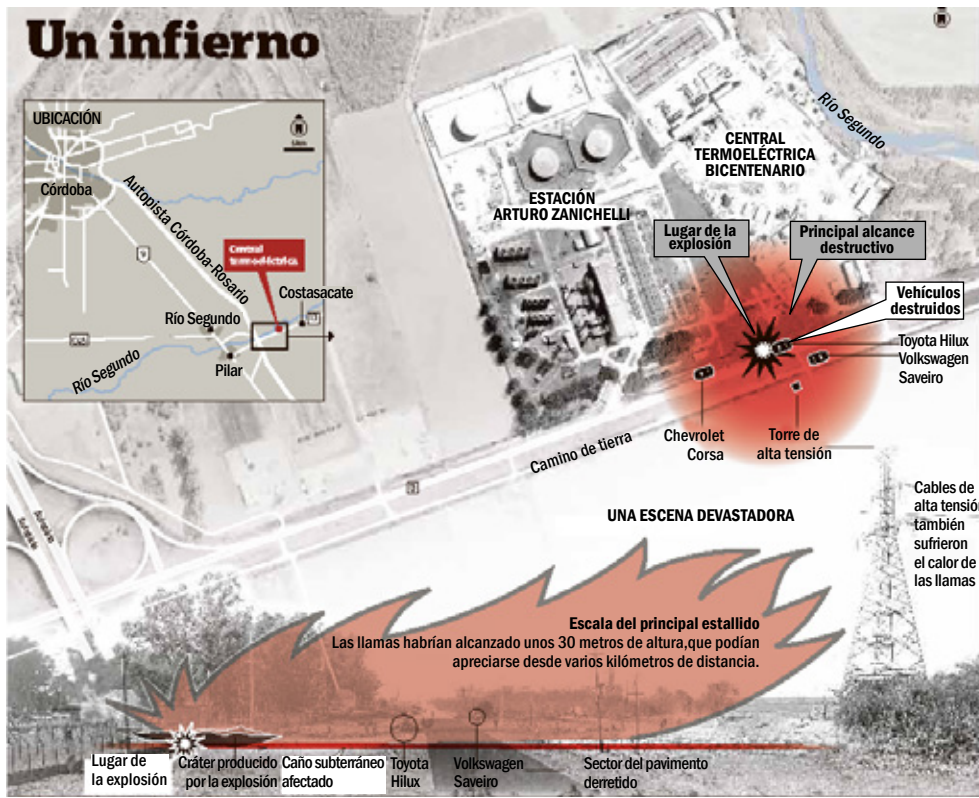 Un infierno
UBICACIÓN
Córdoba
Autopista Córdoba-Rosario
9
Central
termoeléctrica
Costasacate
Río Segundo
Pilar
Río Segundo
Río Segundo
CENTRAL
TERMOELÉCTRICA
BICENTENARIO
ESTACIÓN
ARTURO ZANICHELLI
Lugar de la
explosión
Principal alcance
destructivo
Vehículos
destruidos
Toyota Hilux
Volkswagen
Saveiro
Chevrolet
Corsa
Torre de
alta tensión
Camino de tierra
Cables de
alta tensión
también
sufrieron
el calor de
las llamas
UNA ESCENA DEVASTADORA
Escala del principal estallido
Las llamas habrían alcanzado unos 30 metros de altura,que podían
apreciarse desde varios kilómetros de distancia.
Lugar de
la explosión
Cráter producido
por la explosión
Caño subterráneo
afectado
Toyota
Hilux
Volkswagen
Saveiro
Sector del pavimento
derretido